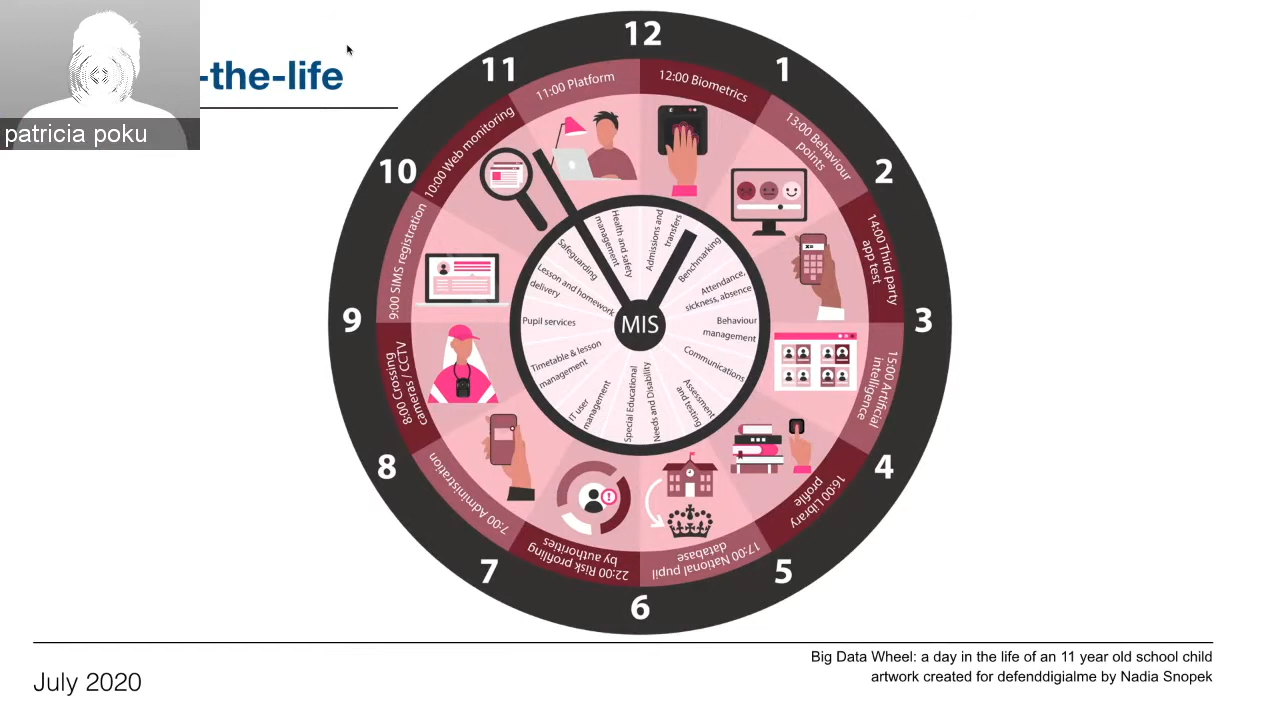 patricia poku
-the-life
12
1
2
3
4
5
6
7
8
9
10
11
12:00 Biometrics
13:00 Behaviour
points
14:00 Third party
app test
15:00 Artificial
intelligence
16:00 Library
profile
17:00 National pupil
database
22:00 Risk profiling
by authorities
7:00 Administration
8:00 Crossing
cameras / CCTV
9:00 SIMS registration
10:00 Web monitoring
11:00 Platform
MIS
Admissions and
transfers
Benchmarking
Attendance,
sickness, absence
Behaviour
management
Communications
Assessment
and testing
Special Educational
Needs and Disability
IT user
management
Timetable & lesson
management
Pupil services
Lesson and homework
delivery
Safeguarding
Health and safety
management
July 2020
Big Data Wheel: a day in the life of an 11 year old school child
artwork created for defenddigialme by Nadia Snopek